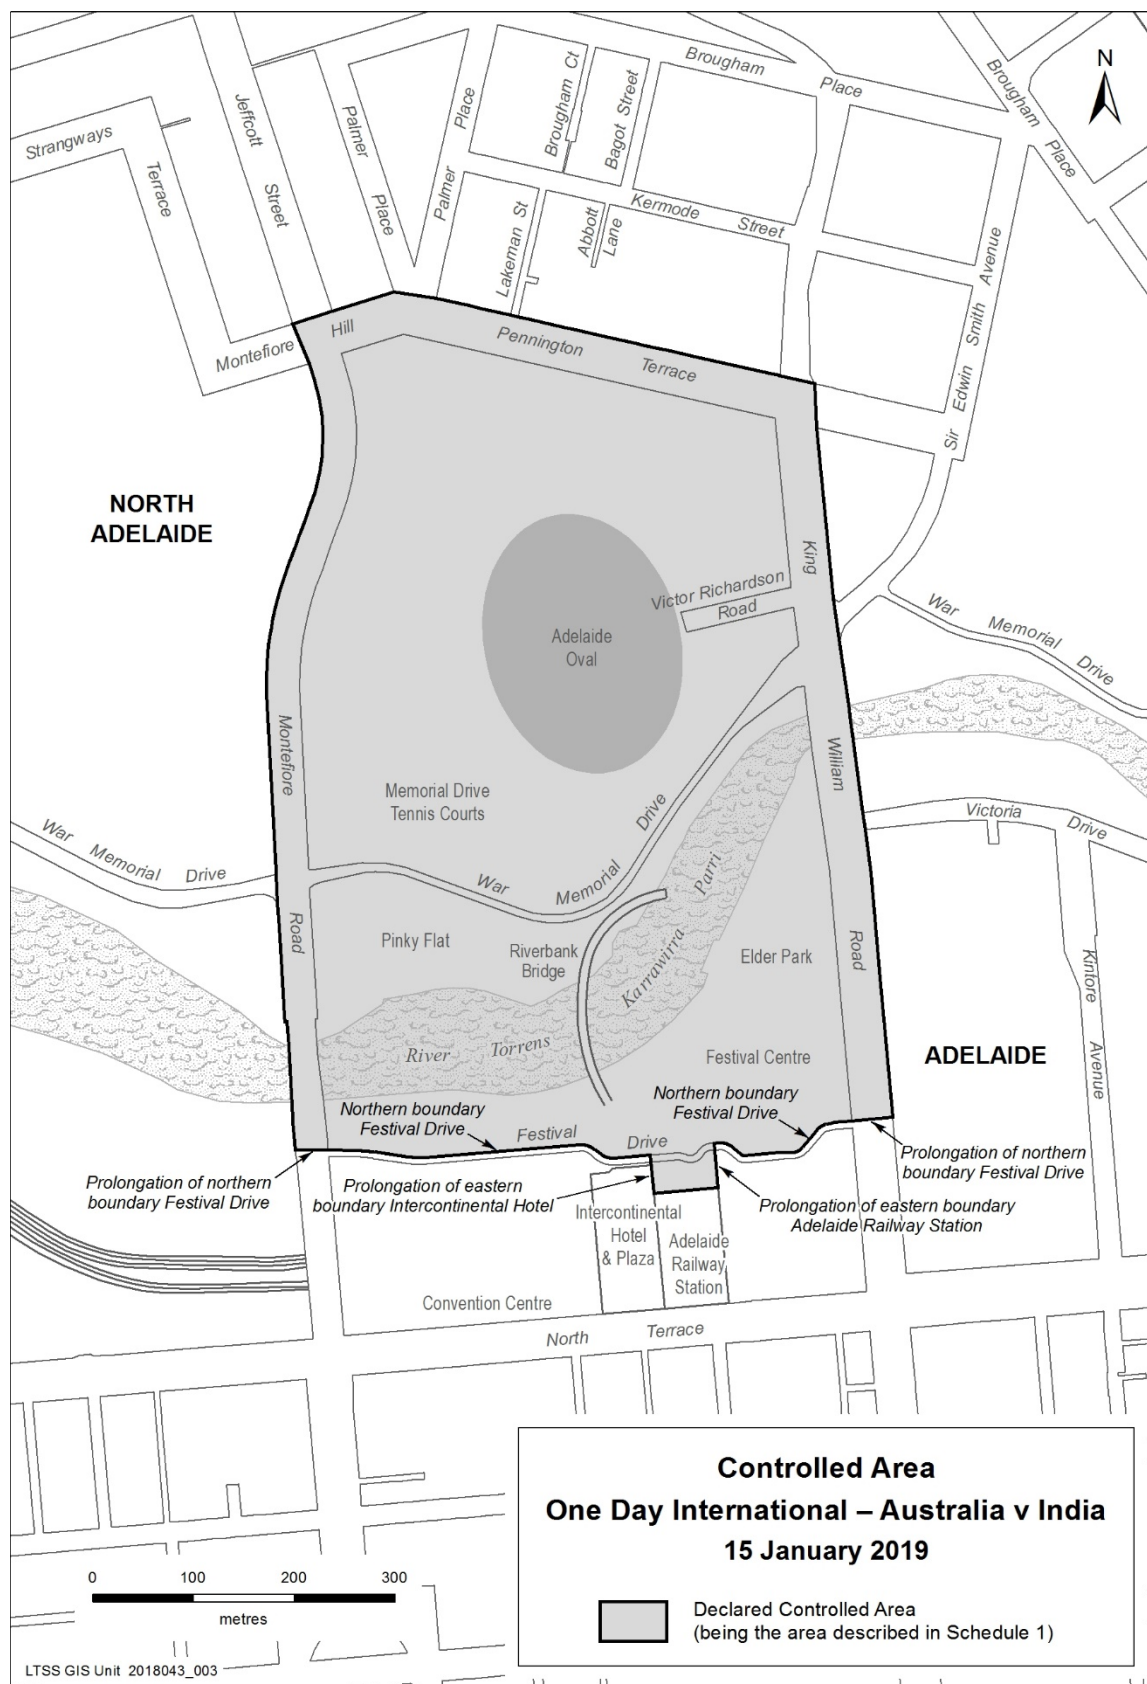 Brougham
Place
Brougham
Place
N
Jeffcott
Street
Palmer
Place
Palmer
Place
Brougham Ct
Bagot Street
Strangways
Terrace
Lakeman St
Abbott
Lane
Kermode
Street
Sir Edwin Smith Avenue
Montefiore
Hill
Pennington
Terrace
NORTH
ADELAIDE
King
William
Road
Victor Richardson
Road
Adelaide
Oval
War Memorial Drive
Montefiore
Road
Memorial Drive
Tennis Courts
War Memorial Drive
War Memorial Drive
Victoria Drive
Pinky Flat
Riverbank
Bridge
Karrawirra Parri
Elder Park
Kintore
Avenue
River Torrens
Festival Centre
ADELAIDE
Northern boundary
Festival Drive
Northern boundary
Festival Drive
Festival Drive
Prolongation of northern
boundary Festival Drive
Prolongation of eastern
boundary Intercontinental Hotel
Prolongation of northern
boundary Festival Drive
Prolongation of eastern boundary
Adelaide Railway Station
Intercontinental
Hotel
& Plaza
Adelaide
Railway
Station
Convention Centre
North Terrace
Controlled Area
One Day International – Australia v India
15 January 2019
Declared Controlled Area
(being the area described in Schedule 1)
0 100 200 300
metres
LTSS GIS Unit 2018043_003